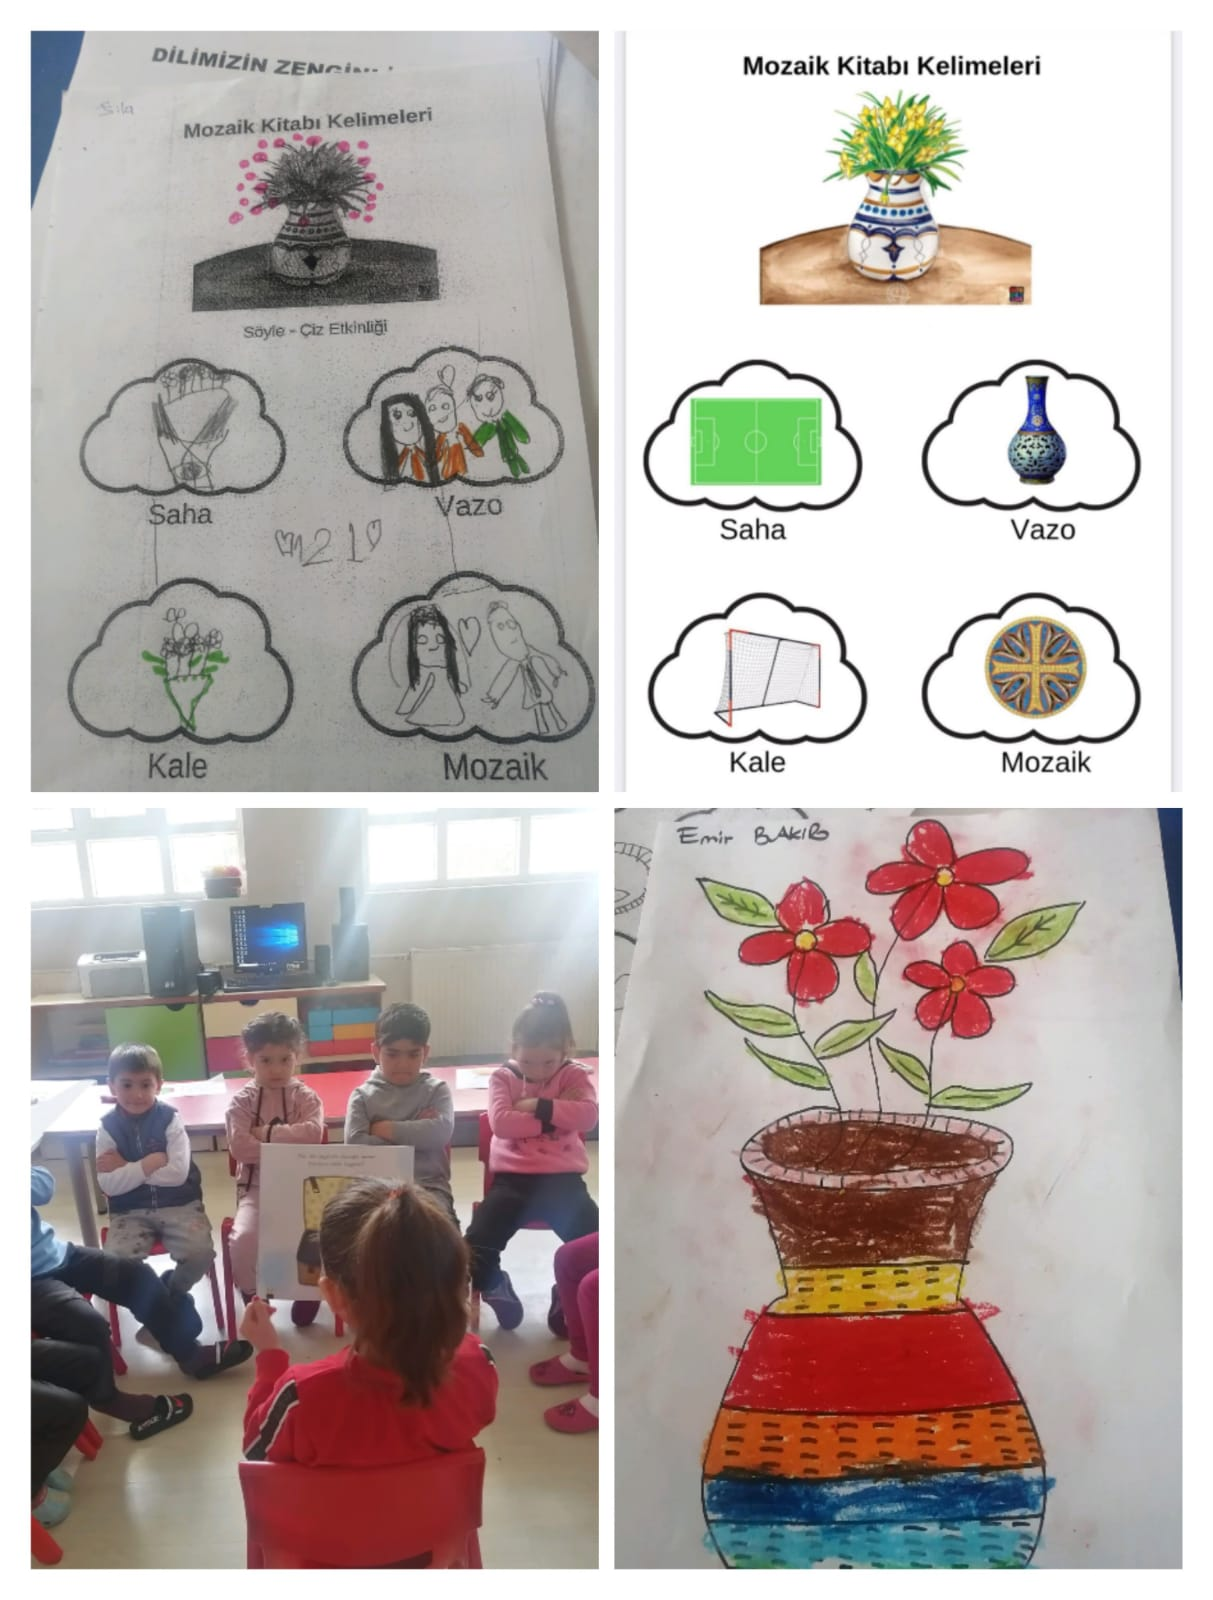 DİLİMİZİN
Sıla
Mozaik Kitabı Kelimeleri
Söyle - Çiz Etkinliği
Saha
Vazo
Kale
Mozaik
Mozaik Kitabı Kelimeleri
Saha
Vazo
Kale
Mozaik
Emir BAKIR